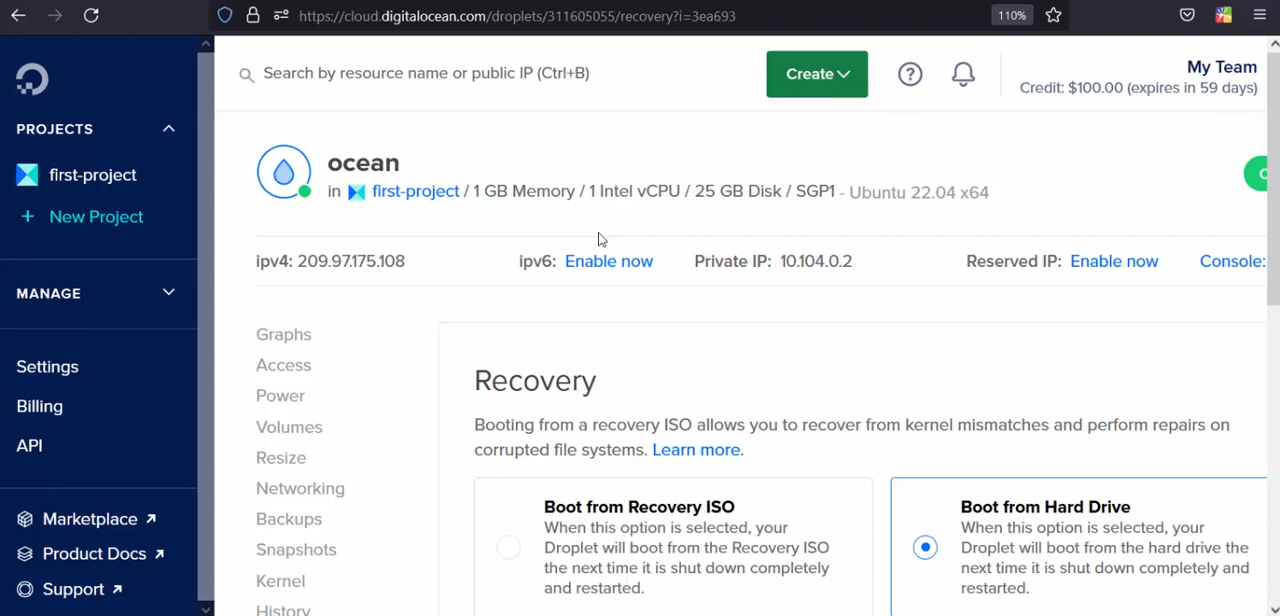 https://cloud.digitalocean.com/droplets/311605055/recovery?i=3ea693
110%
PROJECTS
first-project
+ New Project
MANAGE
Settings
Billing
API
Marketplace ↗
Product Docs ↗
Support ↗
Search by resource name or public IP (Ctrl+B)
Create
?
My Team
Credit: $100.00 (expires in 59 days)
ocean
in first-project / 1 GB Memory / 1 Intel vCPU / 25 GB Disk / SGP1 - Ubuntu 22.04 x64
ipv4: 209.97.175.108
ipv6: Enable now
Private IP: 10.104.0.2
Reserved IP: Enable now
Console:
Graphs
Access
Power
Volumes
Resize
Networking
Backups
Snapshots
Kernel
History
Recovery
Booting from a recovery ISO allows you to recover from kernel mismatches and perform repairs on
corrupted file systems. Learn more.
Boot from Recovery ISO
When this option is selected, your
Droplet will boot from the Recovery ISO
the next time it is shut down completely
and restarted.
Boot from Hard Drive
When this option is selected, your
Droplet will boot from the hard drive the
next time it is shut down completely and
restarted.